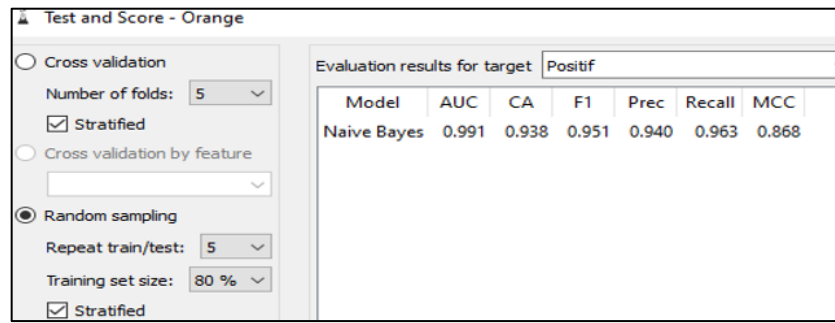 Test and Score - Orange
Cross validation
Number of folds: 5
Stratified
Cross validation by feature
Random sampling
Repeat train/test: 5
Training set size: 80 %
Stratified
Evaluation results for target Positif
Model AUC CA F1 Prec Recall MCC
Naive Bayes 0.991 0.938 0.951 0.940 0.963 0.868